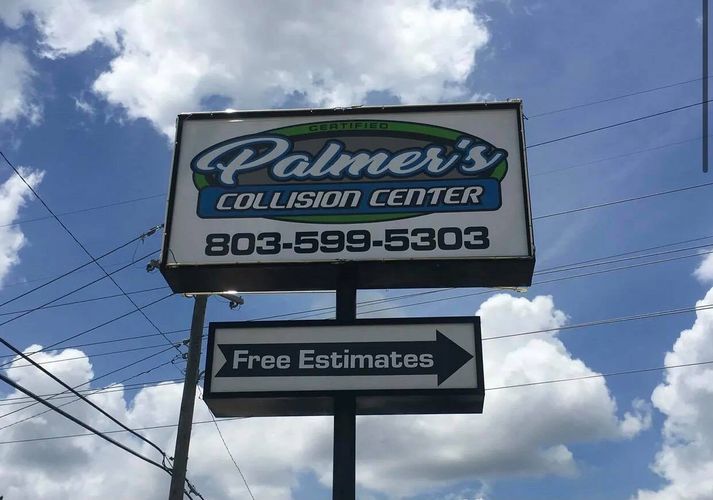 CERTIFIED
Palmer's
COLLISION CENTER
803-599-5303
Free Estimates